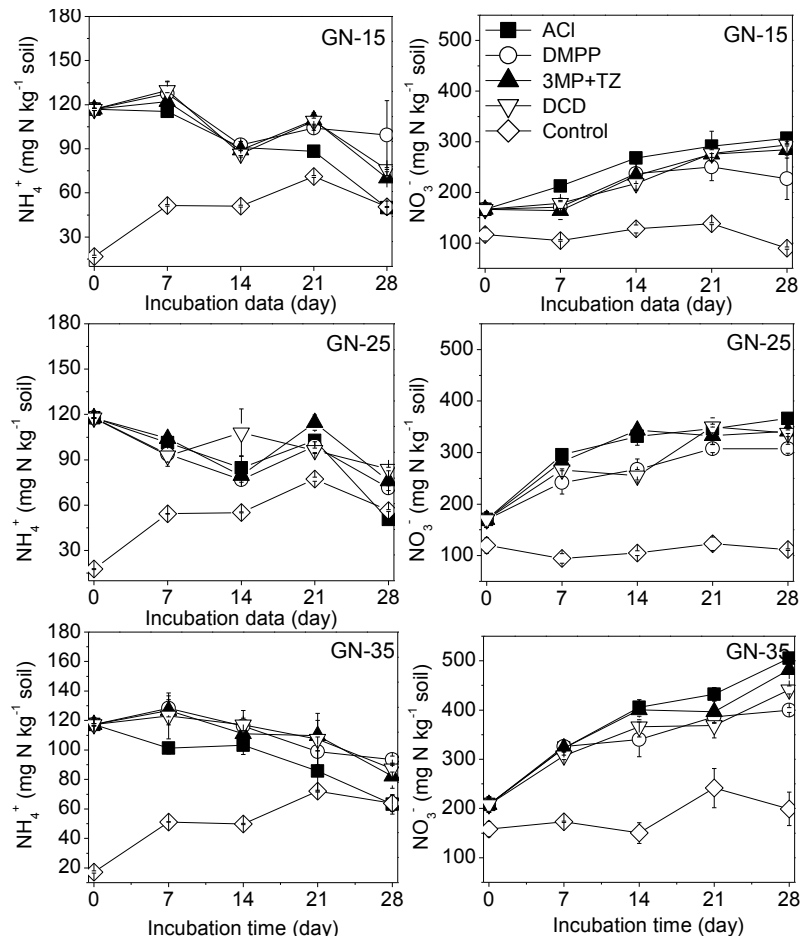 180
150
120
90
60
30
NH₄⁺ (mg N kg⁻¹ soil)
GN-15
0 7 14 21 28
Incubation data (day)
500
400
300
200
100
NO₃⁻ (mg N kg⁻¹ soil)
ACI
DMPP
3MP+TZ
DCD
Control
GN-15
0 7 14 21 28
Incubation data (day)
180
150
120
90
60
30
NH₄⁺ (mg N kg⁻¹ soil)
GN-25
0 7 14 21 28
Incubation data (day)
500
400
300
200
100
NO₃⁻ (mg N kg⁻¹ soil)
GN-25
0 7 14 21 28
Incubation data (day)
180
160
140
120
100
80
60
40
20
NH₄⁺ (mg N kg⁻¹ soil)
GN-35
0 7 14 21 28
Incubation time (day)
500
400
300
200
100
NO₃⁻ (mg N kg⁻¹ soil)
GN-35
0 7 14 21 28
Incubation time (day)